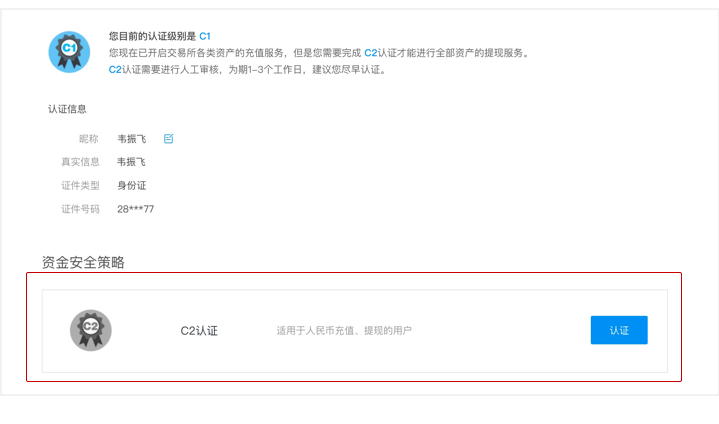 C1
您目前的认证级别是 C1
您现在已开启交易所各类资产的充值服务，但是您需要完成 C2认证才能进行全部资产的提现服务。
C2认证需要进行人工审核，为期1-3个工作日，建议您尽早认证。
认证信息
昵称 韦振飞
真实信息 韦振飞
证件类型 身份证
证件号码 28***77
资金安全策略
C2 C2认证 适用于人民币充值、提现的用户 认证